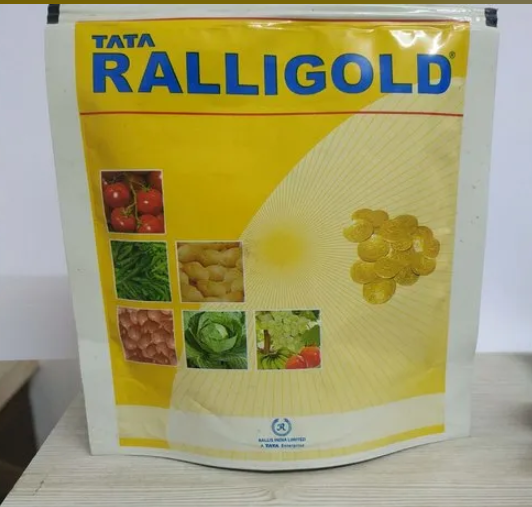 TATA
RALLIGOLD®
RALLIS INDIA LIMITED
A TATA Enterprise